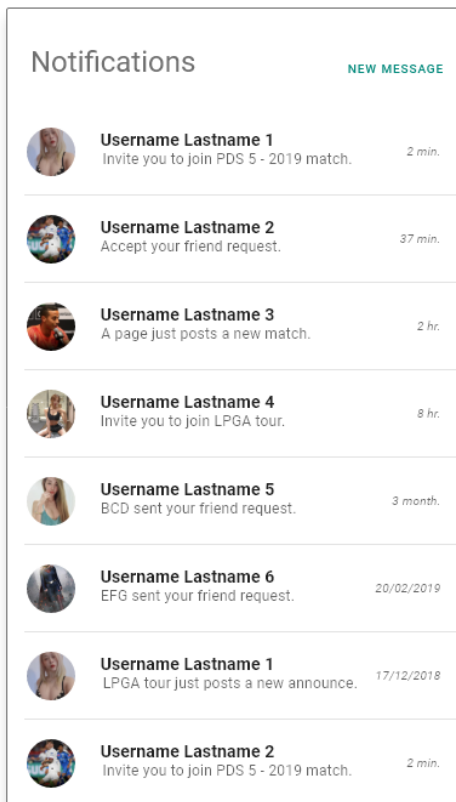 Notifications
NEW MESSAGE
Username Lastname 1
Invite you to join PDS 5 - 2019 match.
2 min.
Username Lastname 2
Accept your friend request.
37 min.
Username Lastname 3
A page just posts a new match.
2 hr.
Username Lastname 4
Invite you to join LPGA tour.
8 hr.
Username Lastname 5
BCD sent your friend request.
3 month.
Username Lastname 6
EFG sent your friend request.
20/02/2019
Username Lastname 1
LPGA tour just posts a new announce.
17/12/2018
Username Lastname 2
Invite you to join PDS 5 - 2019 match.
2 min.